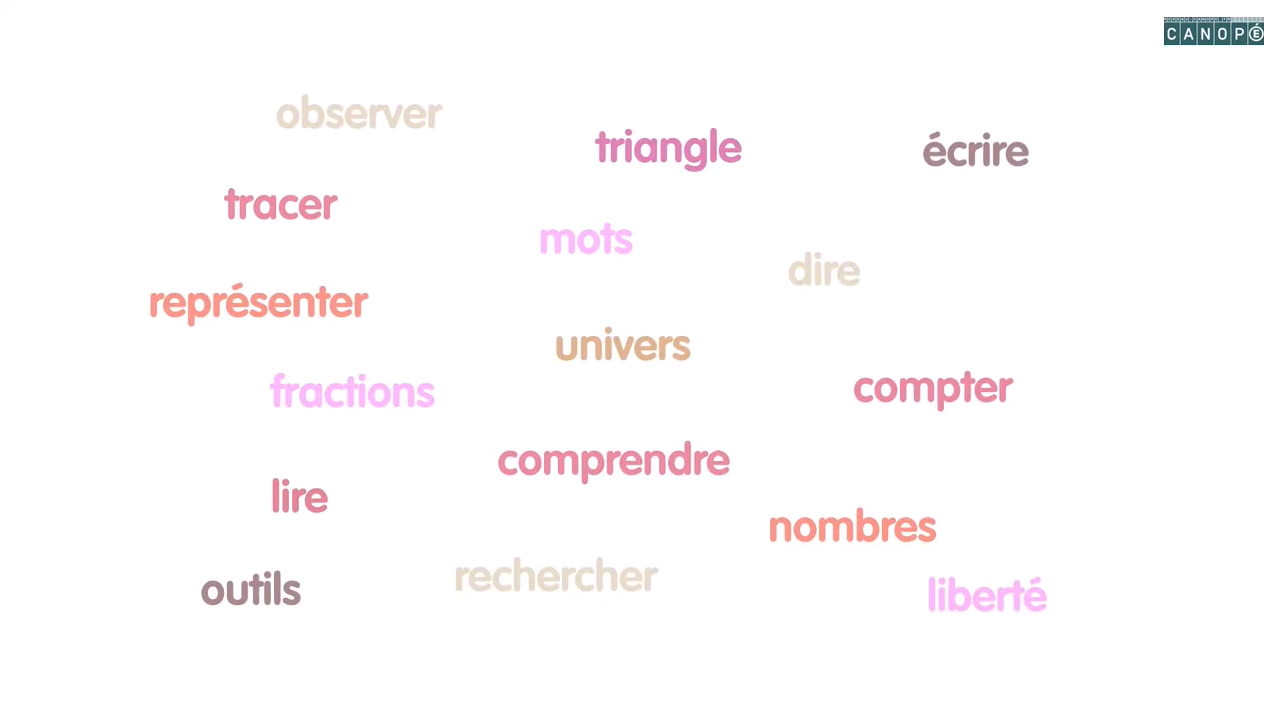 CANOPÉ
observer
triangle
écrire
tracer
mots
dire
représenter
univers
fractions
compter
comprendre
lire
nombres
rechercher
outils
liberté